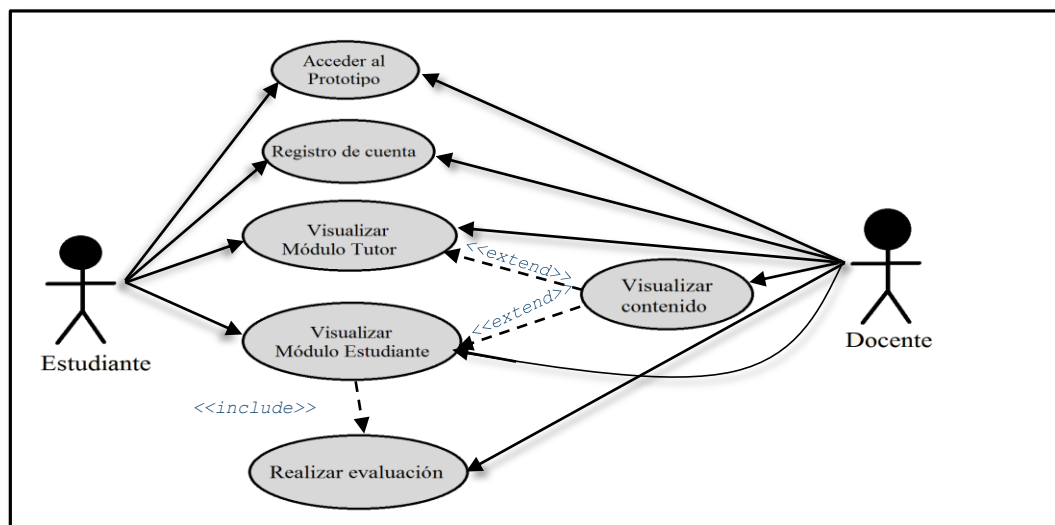 Acceder al
Prototipo
Registro de cuenta
Visualizar
Módulo Tutor
<<extend>>
Visualizar
contenido
<<extend>>
Visualizar
Módulo Estudiante
Estudiante
Docente
<<include>>
Realizar evaluación